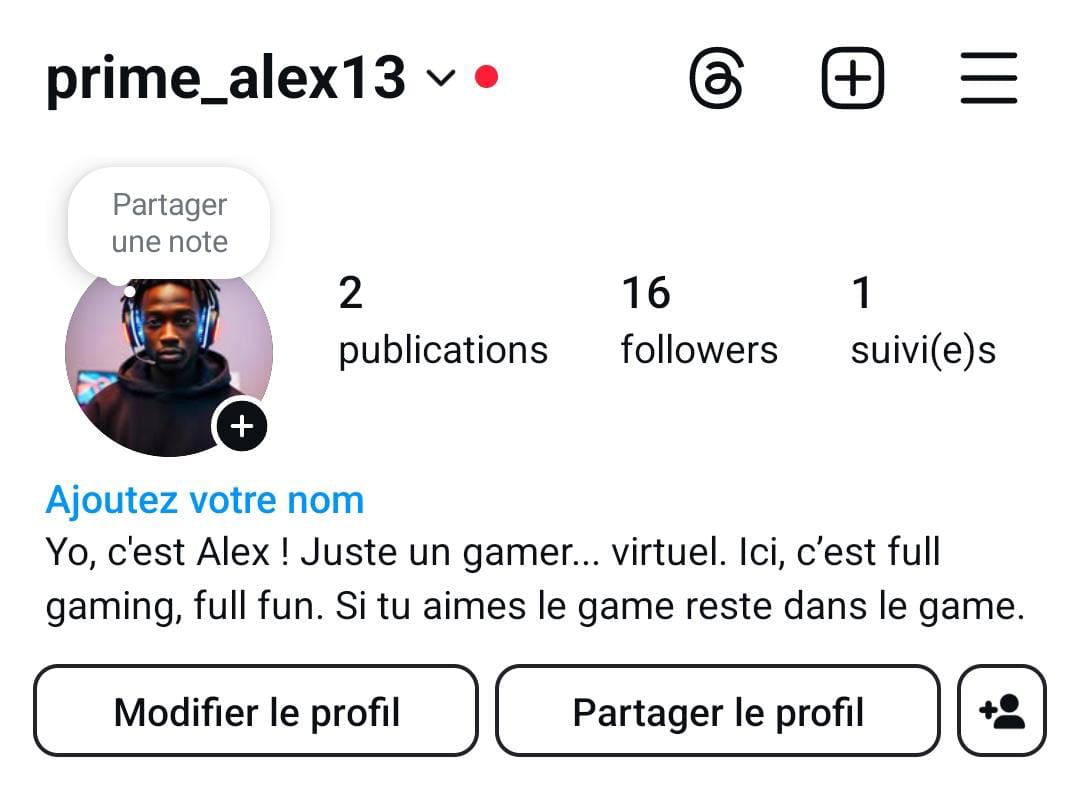 prime_alex13
Partager
une note
2
publications
16
followers
1
suivi(e)s
Ajoutez votre nom
Yo, c'est Alex ! Juste un gamer... virtuel. Ici, c’est full
gaming, full fun. Si tu aimes le game reste dans le game.
Modifier le profil
Partager le profil